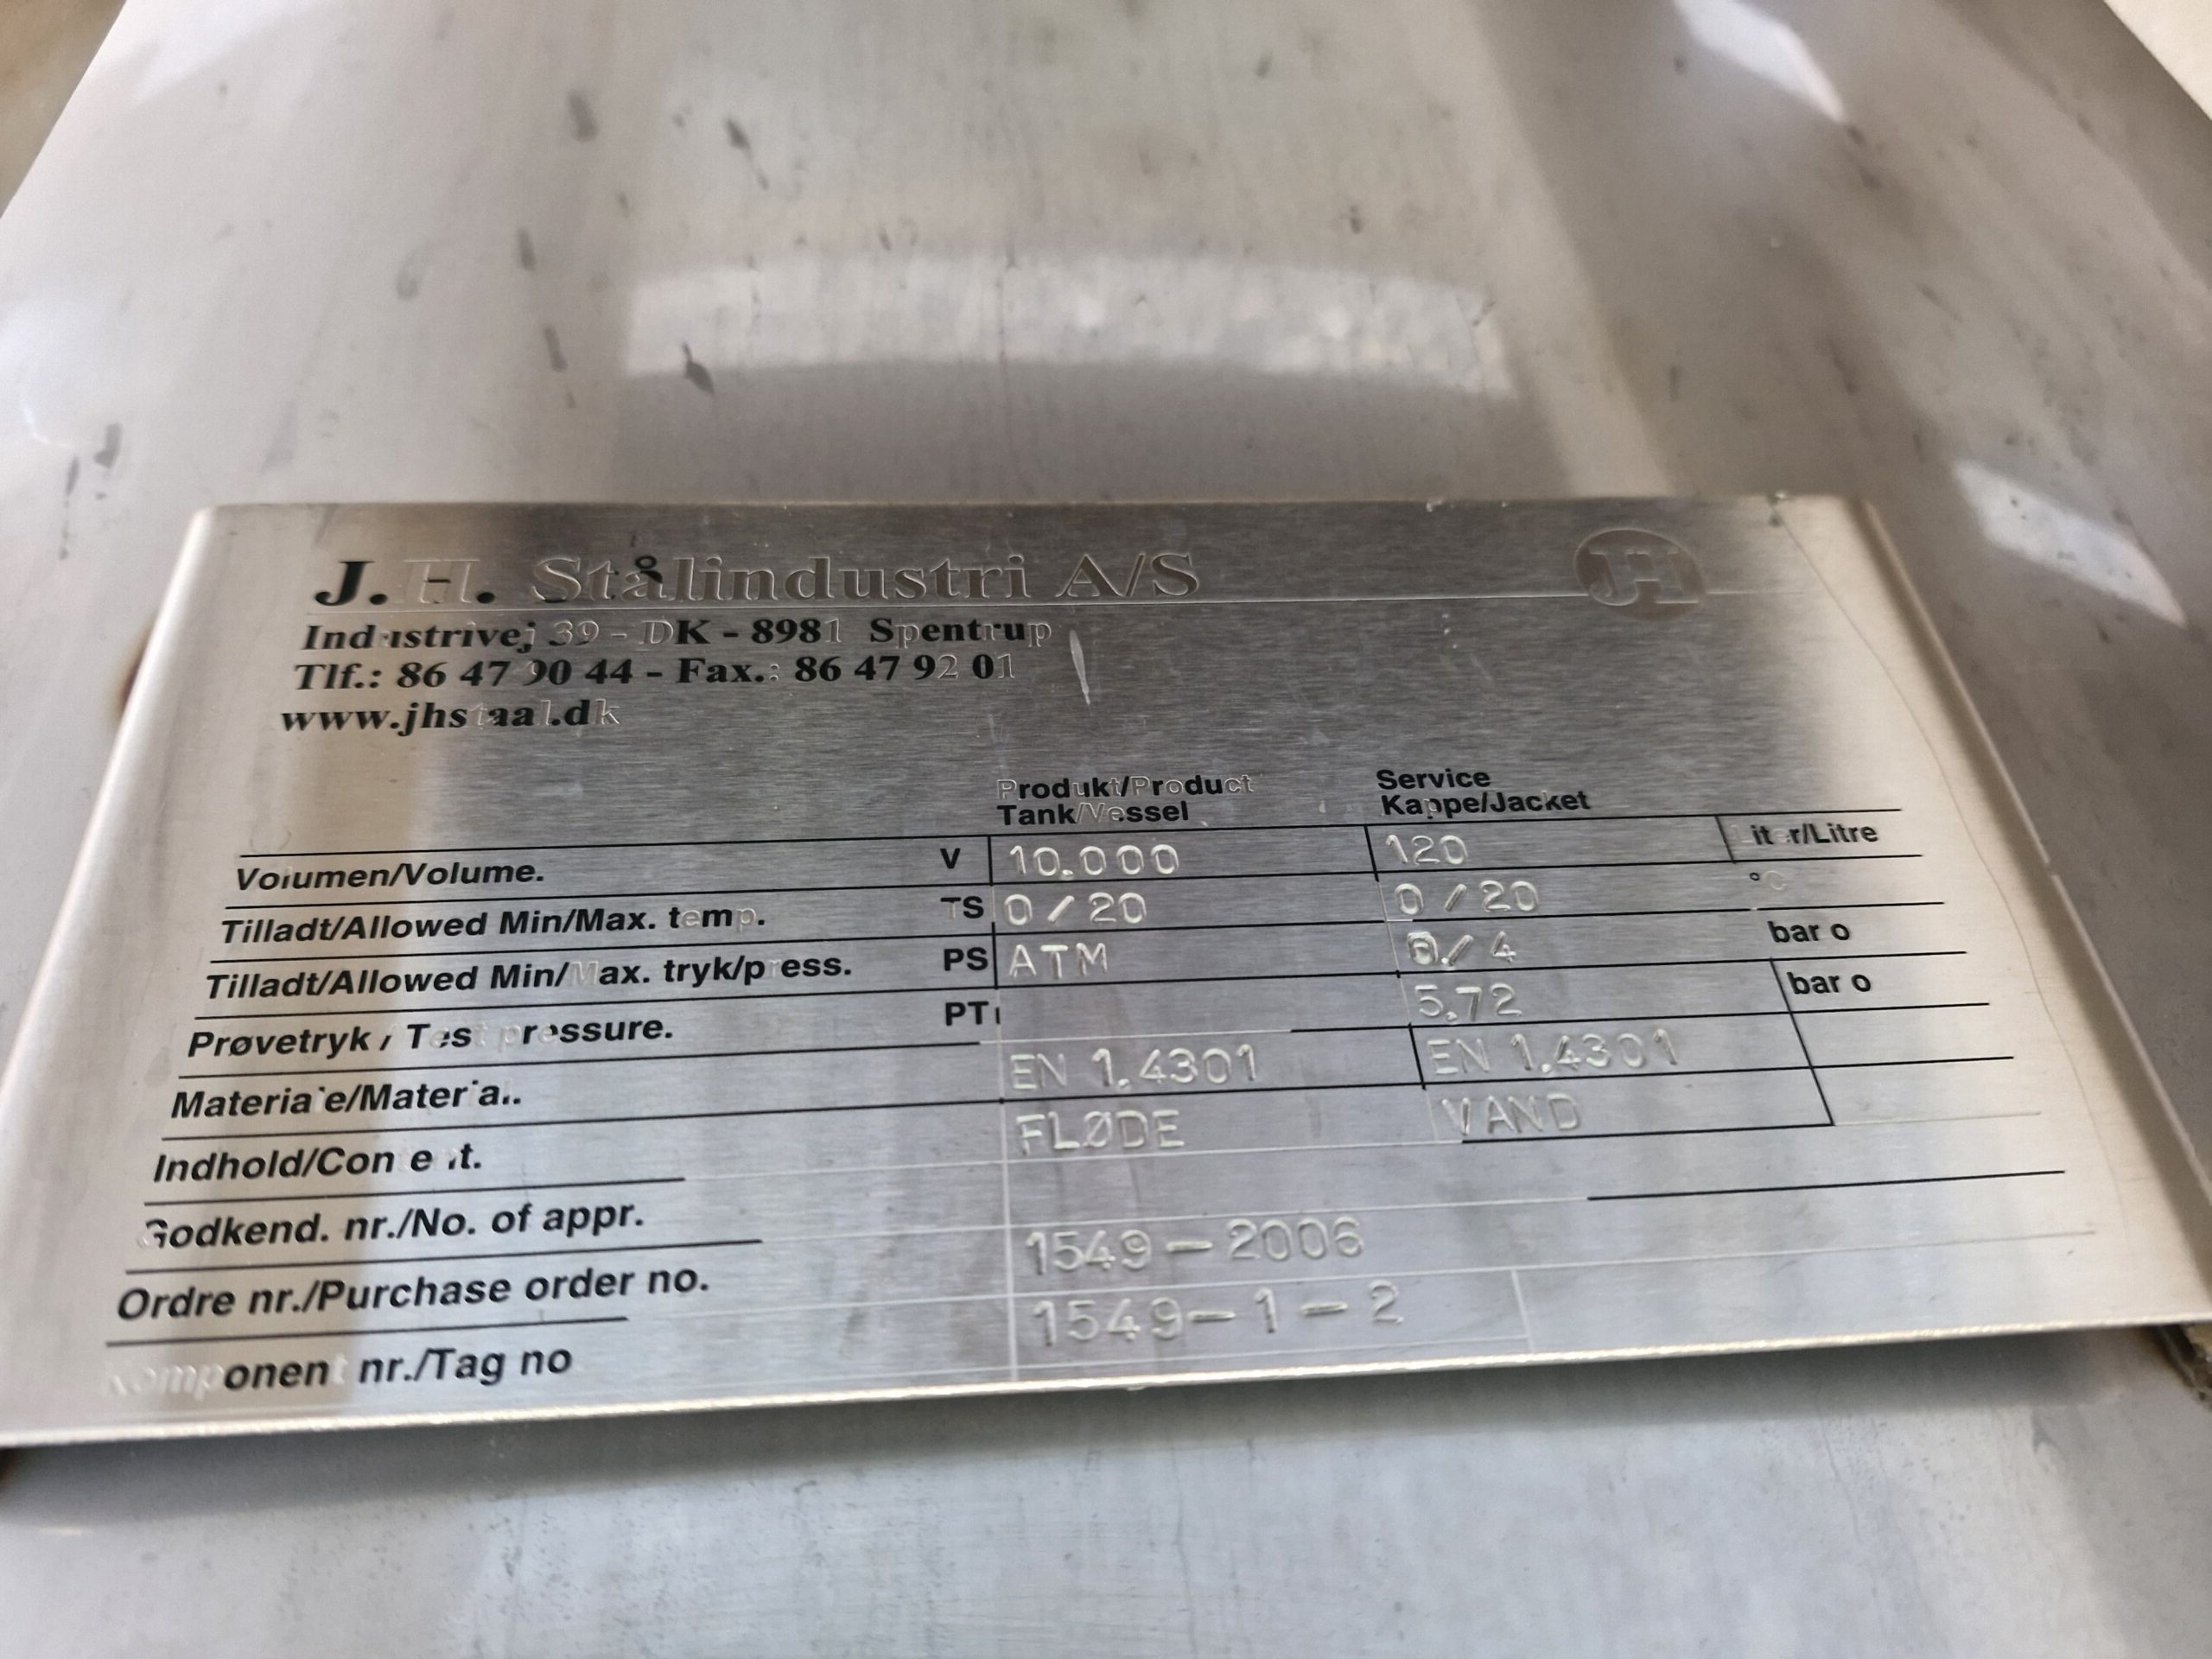 J.H. Stålindustri A/S
JH
Industrivej 39 - DK - 8981 Spentrup
Tlf.: 86 47 90 44 - Fax.: 86 47 92 01
www.jhstaal.dk
Produkt/Product Service
Tank/Vessel Kappe/Jacket
Volumen/Volume. V 10.000 120 Liter/Litre
Tilladt/Allowed Min/Max. temp. TS 0/20 0/20 °C
Tilladt/Allowed Min/Max. tryk/press. PS ATM 0/4 bar o
Prøvetryk / Test pressure. PT 5.72 bar o
Materiale/Material. EN 1.4301 EN 1.4301
Indhold/Content. FLØDE VAND
Godkend. nr./No. of appr.
Ordre nr./Purchase order no. 1549-2006
Komponent nr./Tag no 1549-1-2